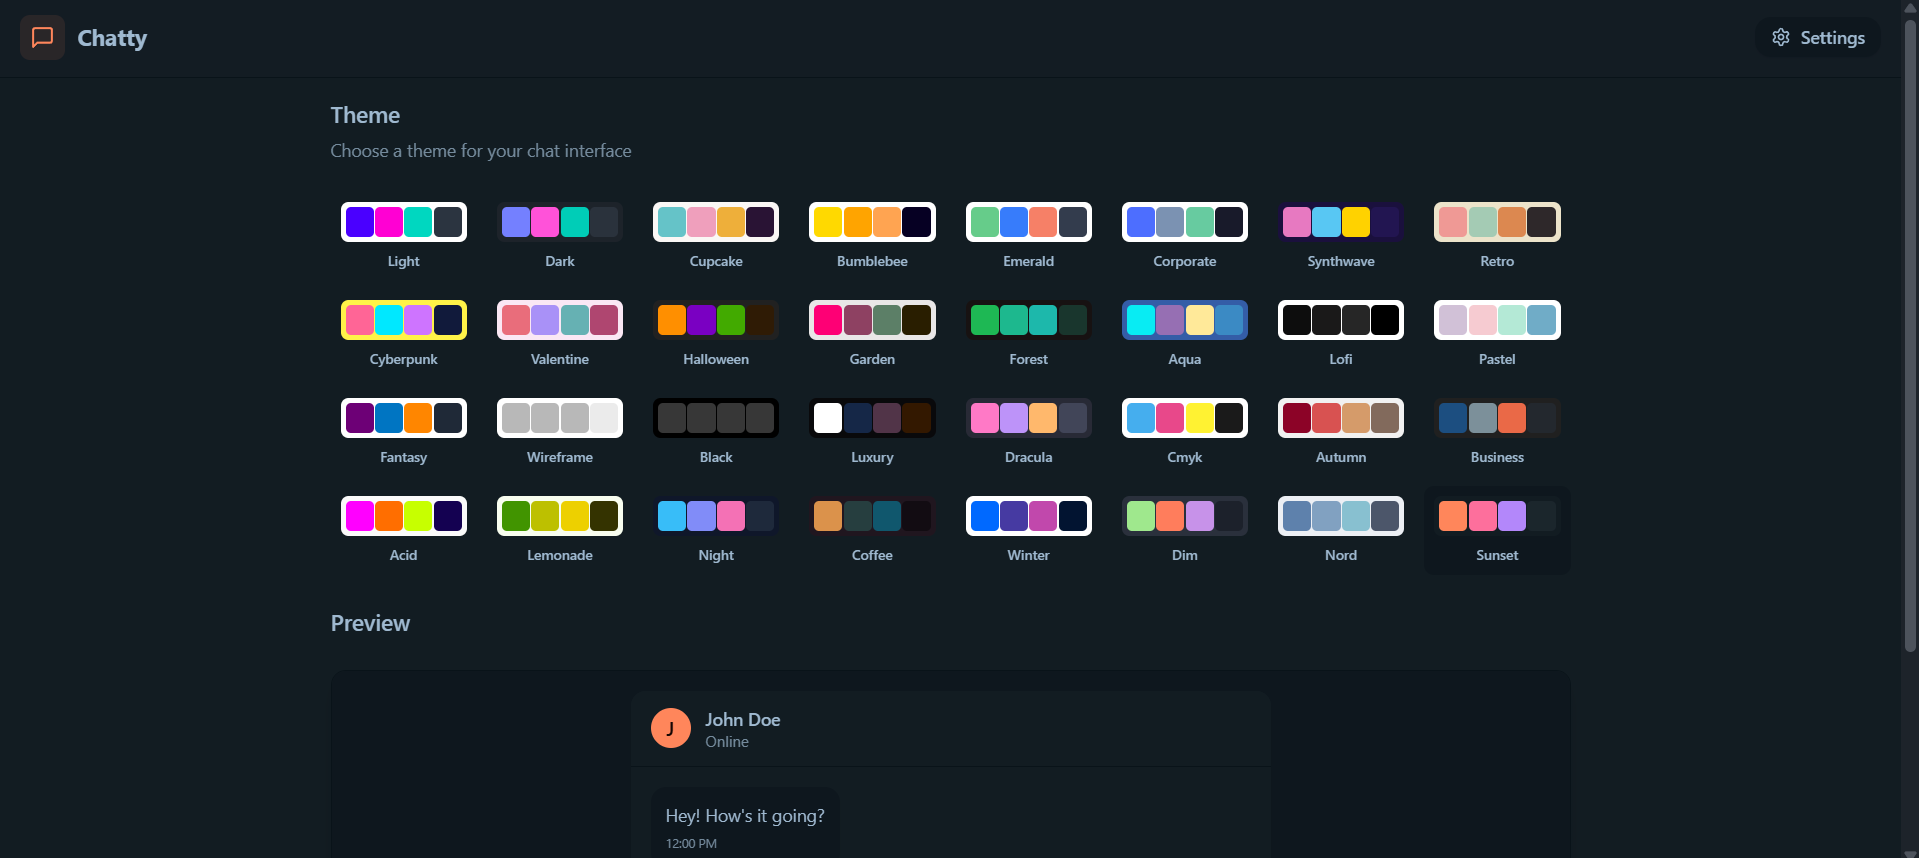 Chatty
Settings
Theme
Choose a theme for your chat interface
Light Dark Cupcake Bumblebee Emerald Corporate Synthwave Retro
Cyberpunk Valentine Halloween Garden Forest Aqua Lofi Pastel
Fantasy Wireframe Black Luxury Dracula Cmyk Autumn Business
Acid Lemonade Night Coffee Winter Dim Nord Sunset
Preview
J
John Doe
Online
Hey! How's it going?
12:00 PM